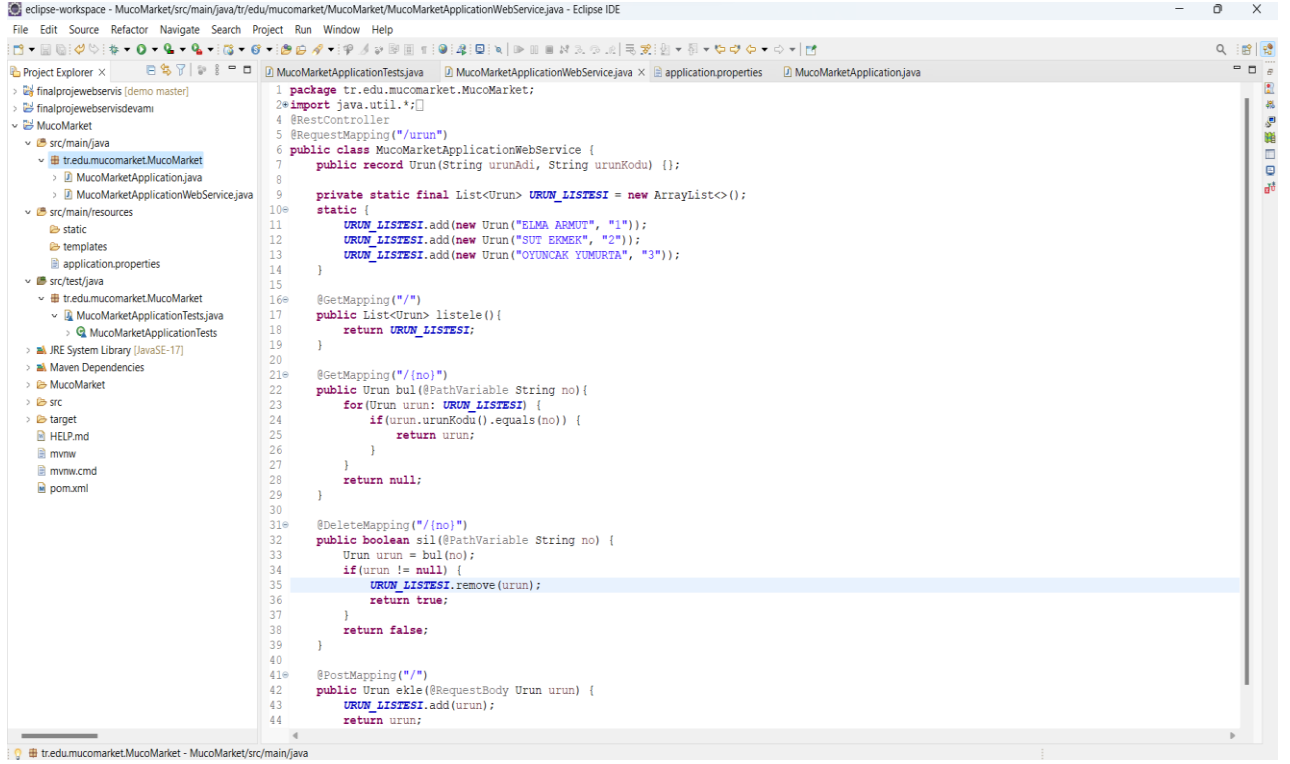 eclipse-workspace - MucoMarket/src/main/java/tr/edu/mucomarket/MucoMarket/MucoMarketApplicationWebService.java - Eclipse IDE
File Edit Source Refactor Navigate Search Project Run Window Help
Project Explorer
MucoMarketApplicationTests.java MucoMarketApplicationWebService.java application.properties MucoMarketApplication.java
finalprojewebservis [demo master]
finalprojewebservisdevamı
MucoMarket
src/main/java
tr.edu.mucomarket.MucoMarket
MucoMarketApplication.java
MucoMarketApplicationWebService.java
src/main/resources
static
templates
application.properties
src/test/java
tr.edu.mucomarket.MucoMarket
MucoMarketApplicationTests.java
MucoMarketApplicationTests
JRE System Library [JavaSE-17]
Maven Dependencies
MucoMarket
src
target
HELP.md
mvnw
mvnw.cmd
pom.xml
1 package tr.edu.mucomarket.MucoMarket;
2 import java.util.*;
4 @RestController
5 @RequestMapping("/urun")
6 public class MucoMarketApplicationWebService {
7 public record Urun(String urunAdi, String urunKodu) {};
8
9 private static final List<Urun> URUN_LISTESI = new ArrayList<>();
10 static {
11 URUN_LISTESI.add(new Urun("ELMA ARMUT", "1"));
12 URUN_LISTESI.add(new Urun("SUT EKMEK", "2"));
13 URUN_LISTESI.add(new Urun("OYUNCAK YUMURTA", "3"));
14 }
15
16 @GetMapping("/")
17 public List<Urun> listele(){
18 return URUN_LISTESI;
19 }
20
21 @GetMapping("/{no}")
22 public Urun bul(@PathVariable String no){
23 for(Urun urun: URUN_LISTESI) {
24 if(urun.urunKodu().equals(no)) {
25 return urun;
26 }
27 }
28 return null;
29 }
30
31 @DeleteMapping("/{no}")
32 public boolean sil(@PathVariable String no) {
33 Urun urun = bul(no);
34 if(urun != null) {
35 URUN_LISTESI.remove(urun);
36 return true;
37 }
38 return false;
39 }
40
41 @PostMapping("/")
42 public Urun ekle(@RequestBody Urun urun) {
43 URUN_LISTESI.add(urun);
44 return urun;
tr.edu.mucomarket.MucoMarket - MucoMarket/src/main/java